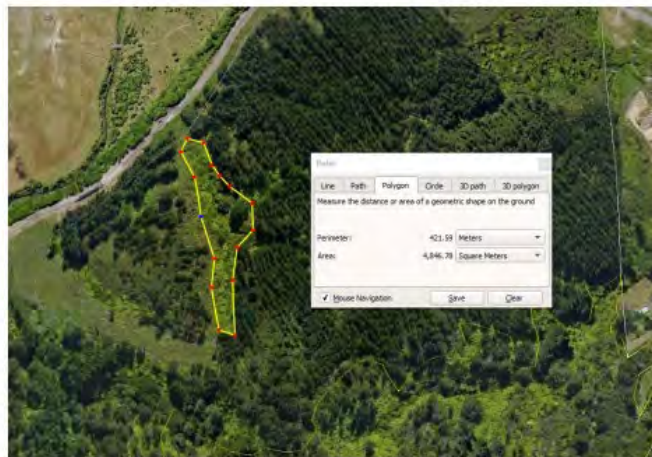 Ruler
Line Path Polygon Circle 3D path 3D polygon
Measure the distance or area of a geometric shape on the ground
Perimeter: 421.59 Meters
Area: 4,846.78 Square Meters
Mouse Navigation Save Clear